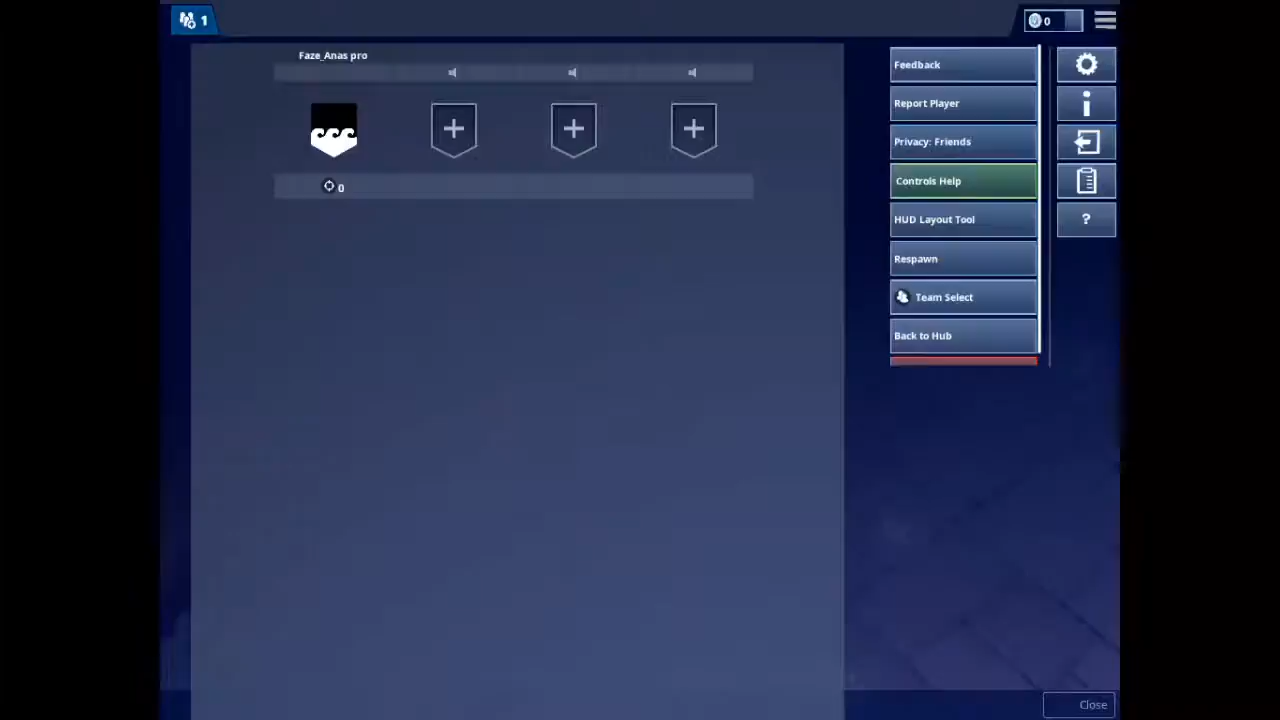 1
0
Faze_Anas pro
0
Feedback
Report Player
Privacy: Friends
Controls Help
HUD Layout Tool
Respawn
Team Select
Back to Hub
?
Close